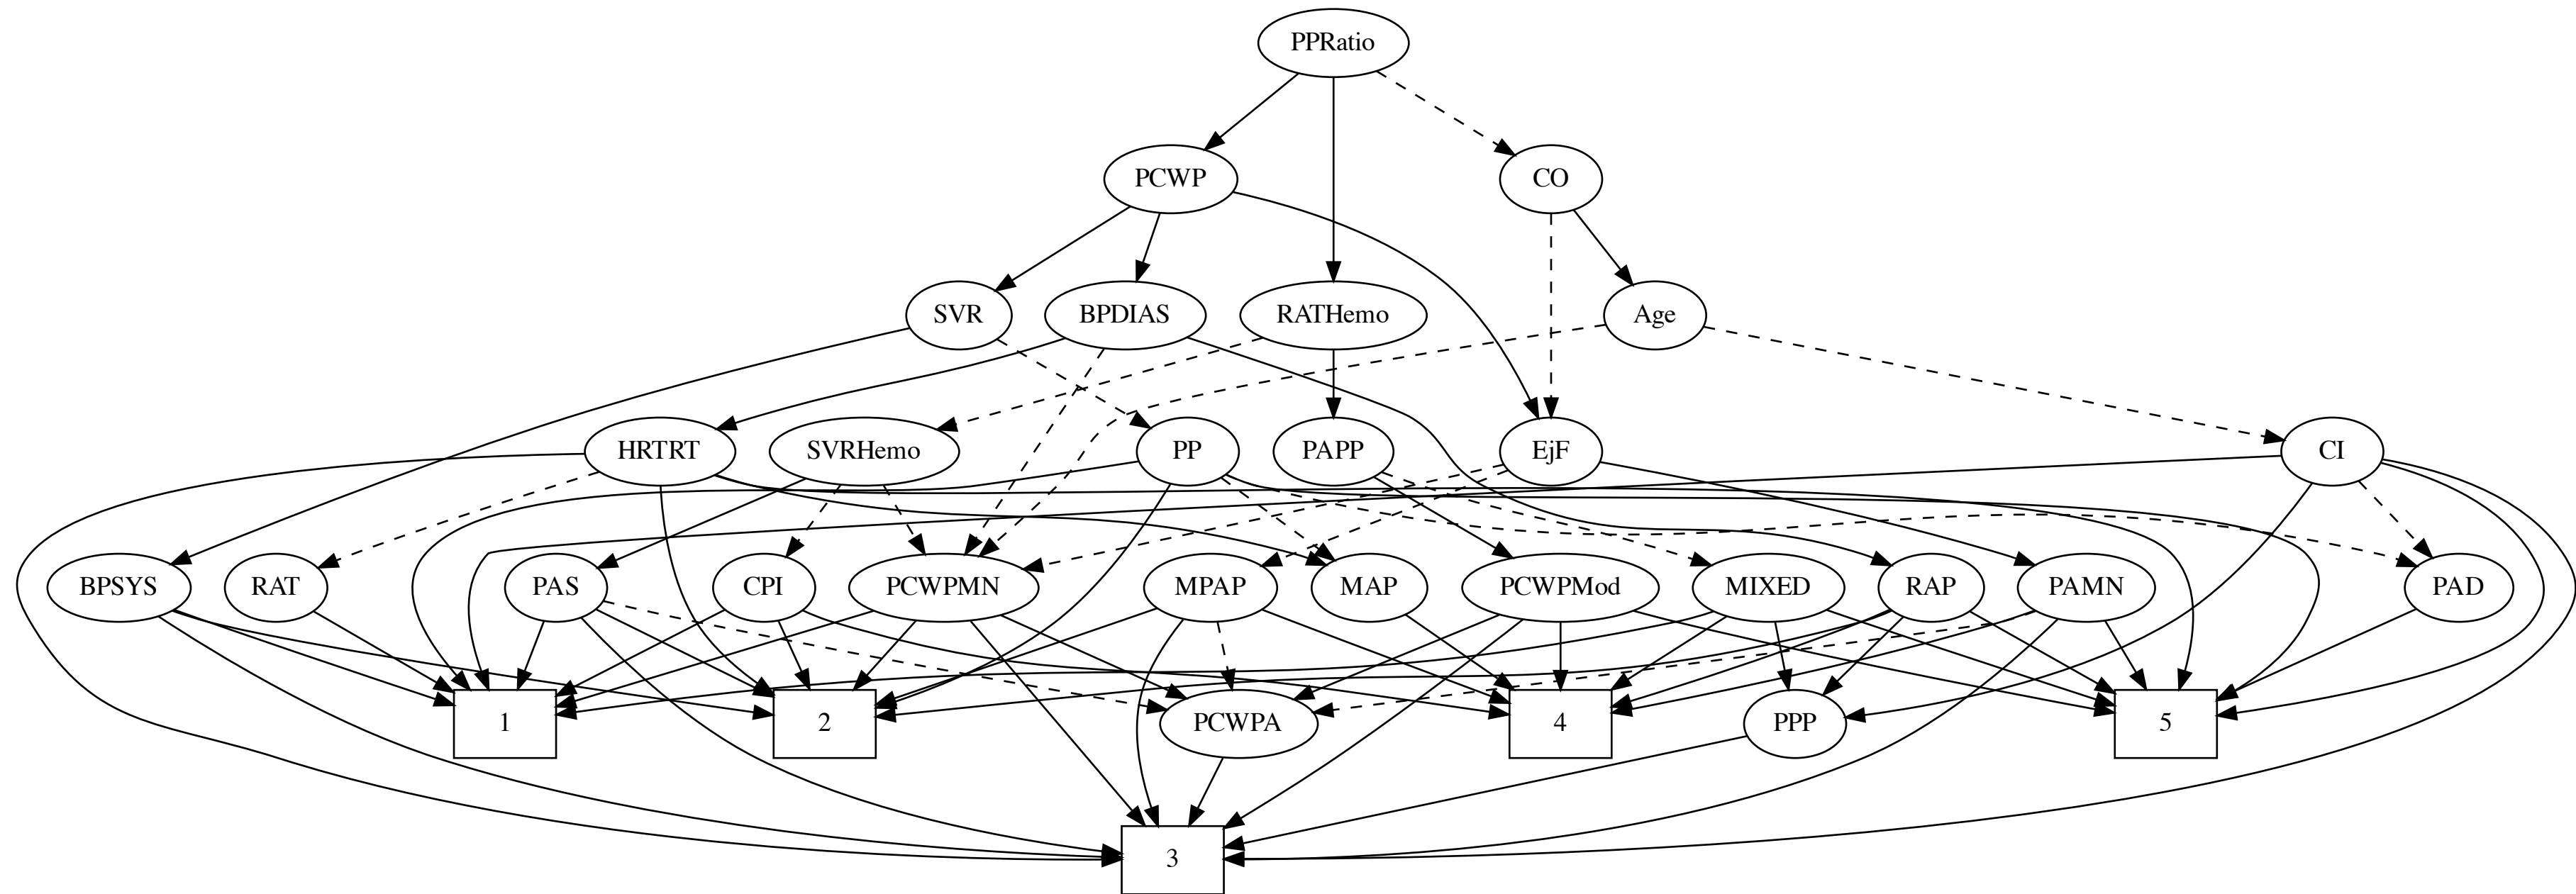 PPRatio
PCWP CO
SVR BPDIAS RATHemo Age
HRTRT SVRHemo PP PAPP EjF CI
BPSYS RAT PAS CPI PCWPMN MPAP MAP PCWPMod MIXED RAP PAMN PAD
1 2 PCWPA 4 PPP 5
3